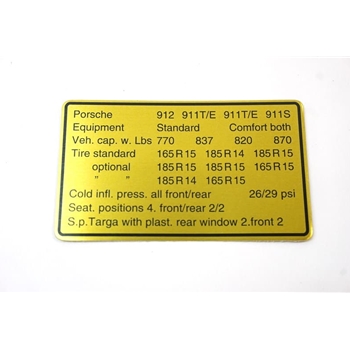 Porsche 912 911T/E 911T/E 911S
Equipment Standard Comfort both
Veh. cap. w. Lbs 770 837 820 870
Tire standard 165R15 185R14 185R15
optional 185R15 165R15 185R15
" " 185R14 165R15
Cold infl. press. all front/rear 26/29 psi
Seat. positions 4. front/rear 2/2
S.p.Targa with plast. rear window 2.front 2